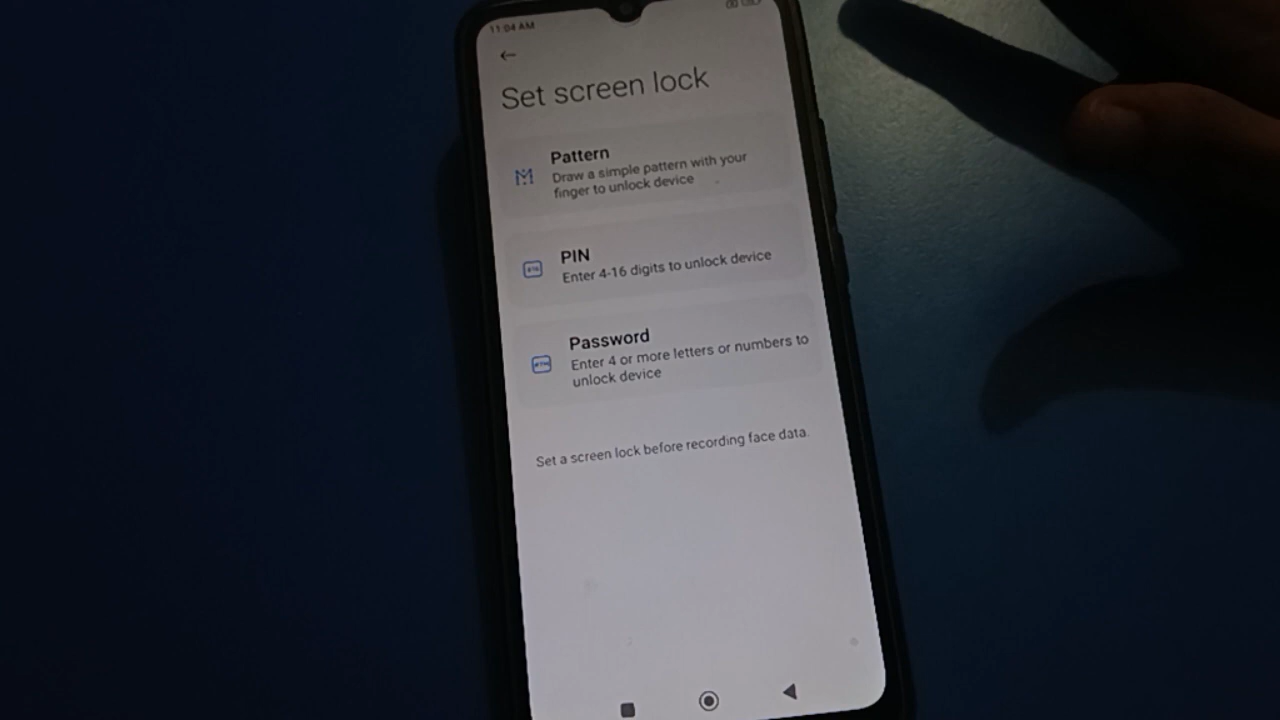 11:04 AM
Set screen lock
Pattern
Draw a simple pattern with your
finger to unlock device
PIN
Enter 4-16 digits to unlock device
Password
Enter 4 or more letters or numbers to
unlock device
Set a screen lock before recording face data.